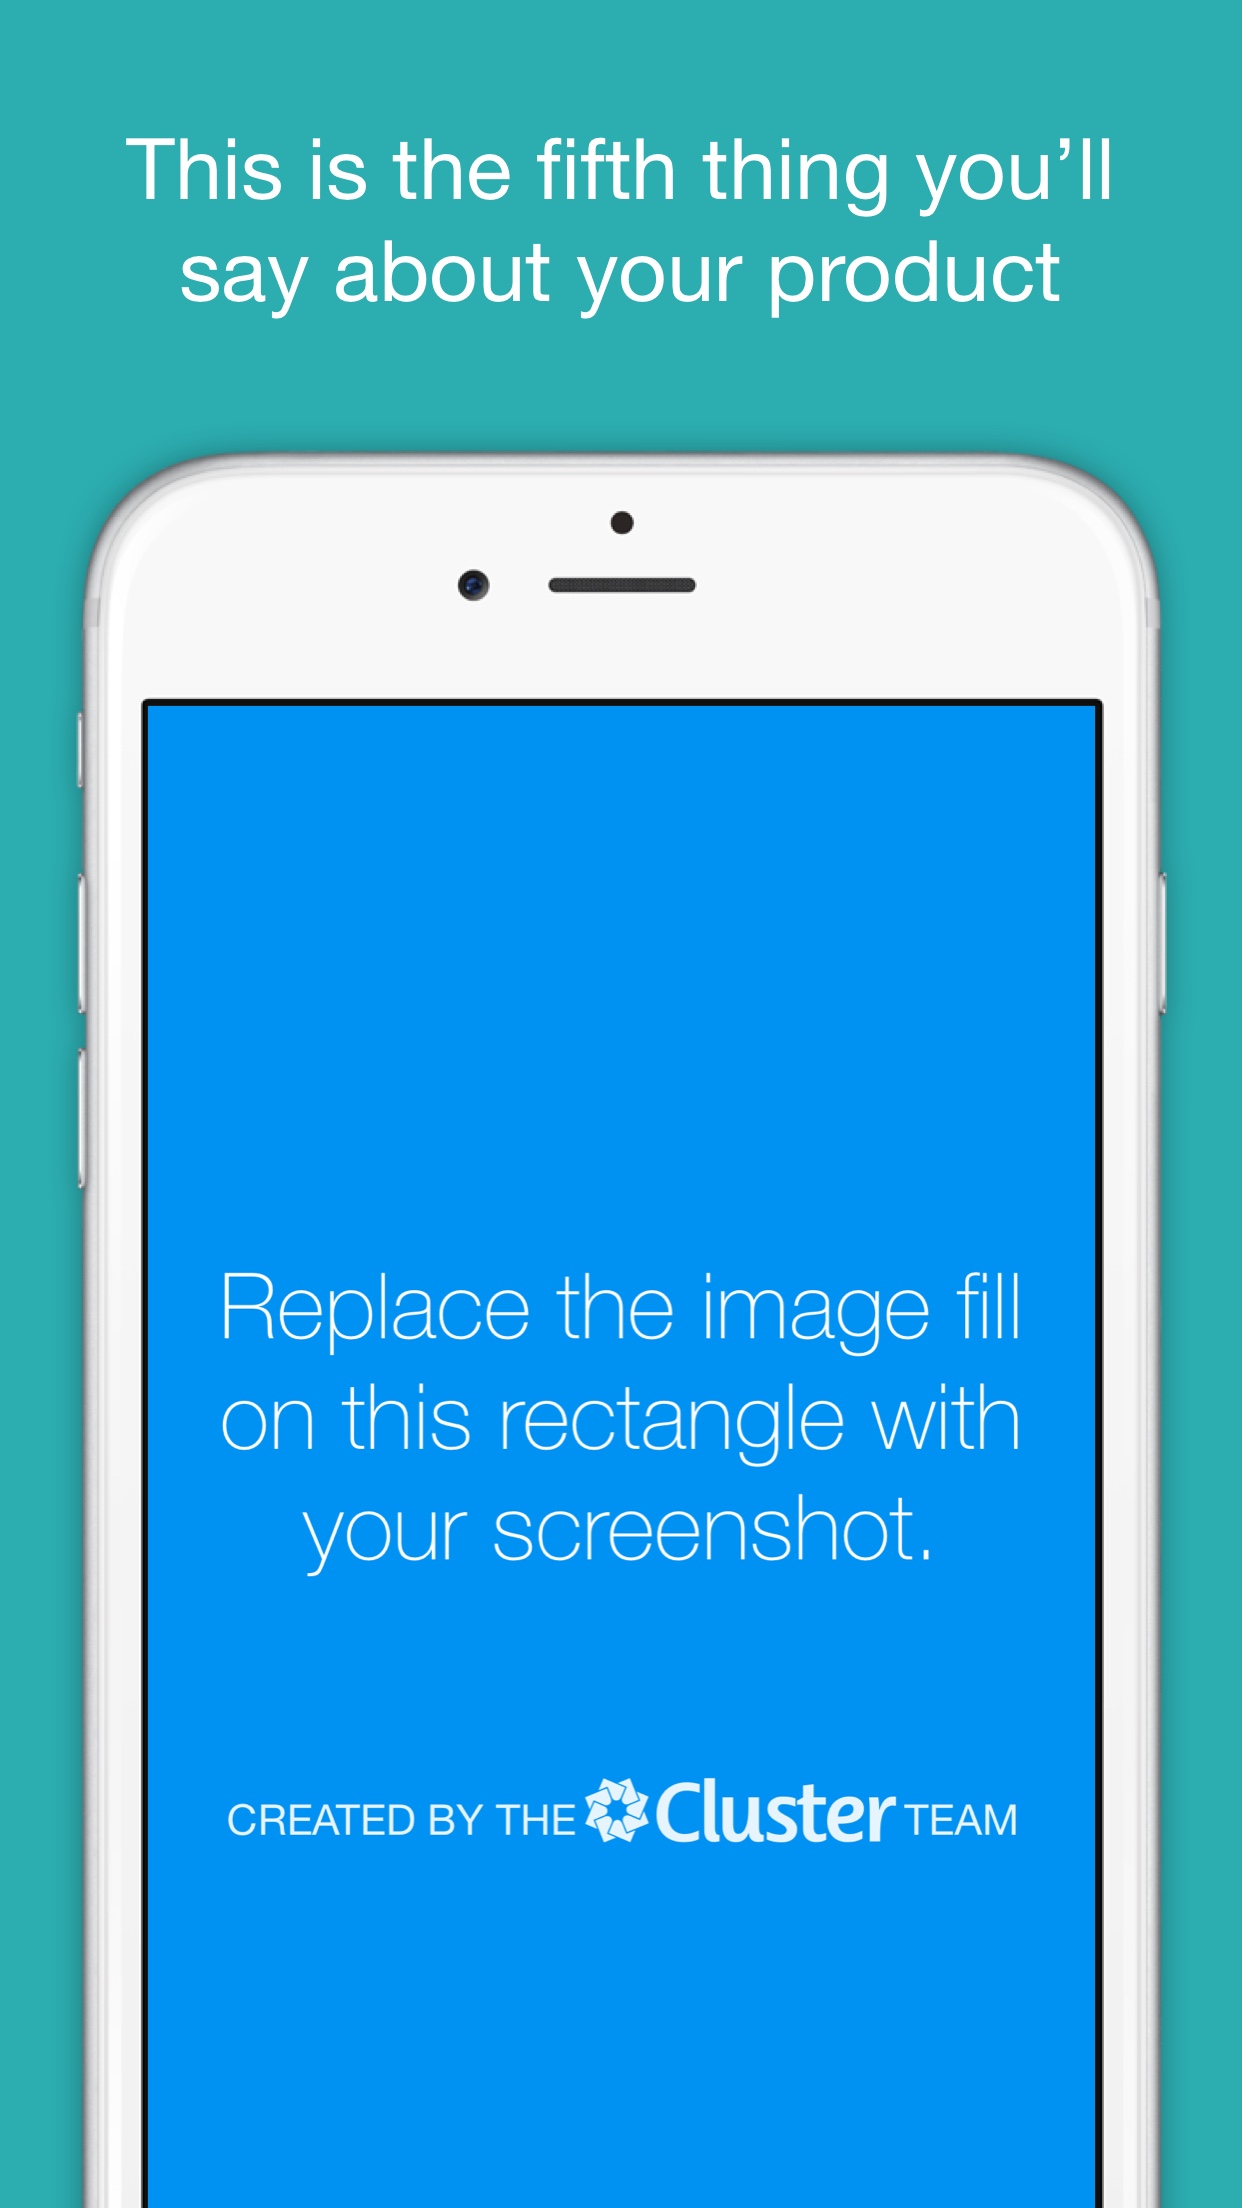 This is the fifth thing you’ll
say about your product
Replace the image fill
on this rectangle with
your screenshot.
CREATED BY THE Cluster TEAM